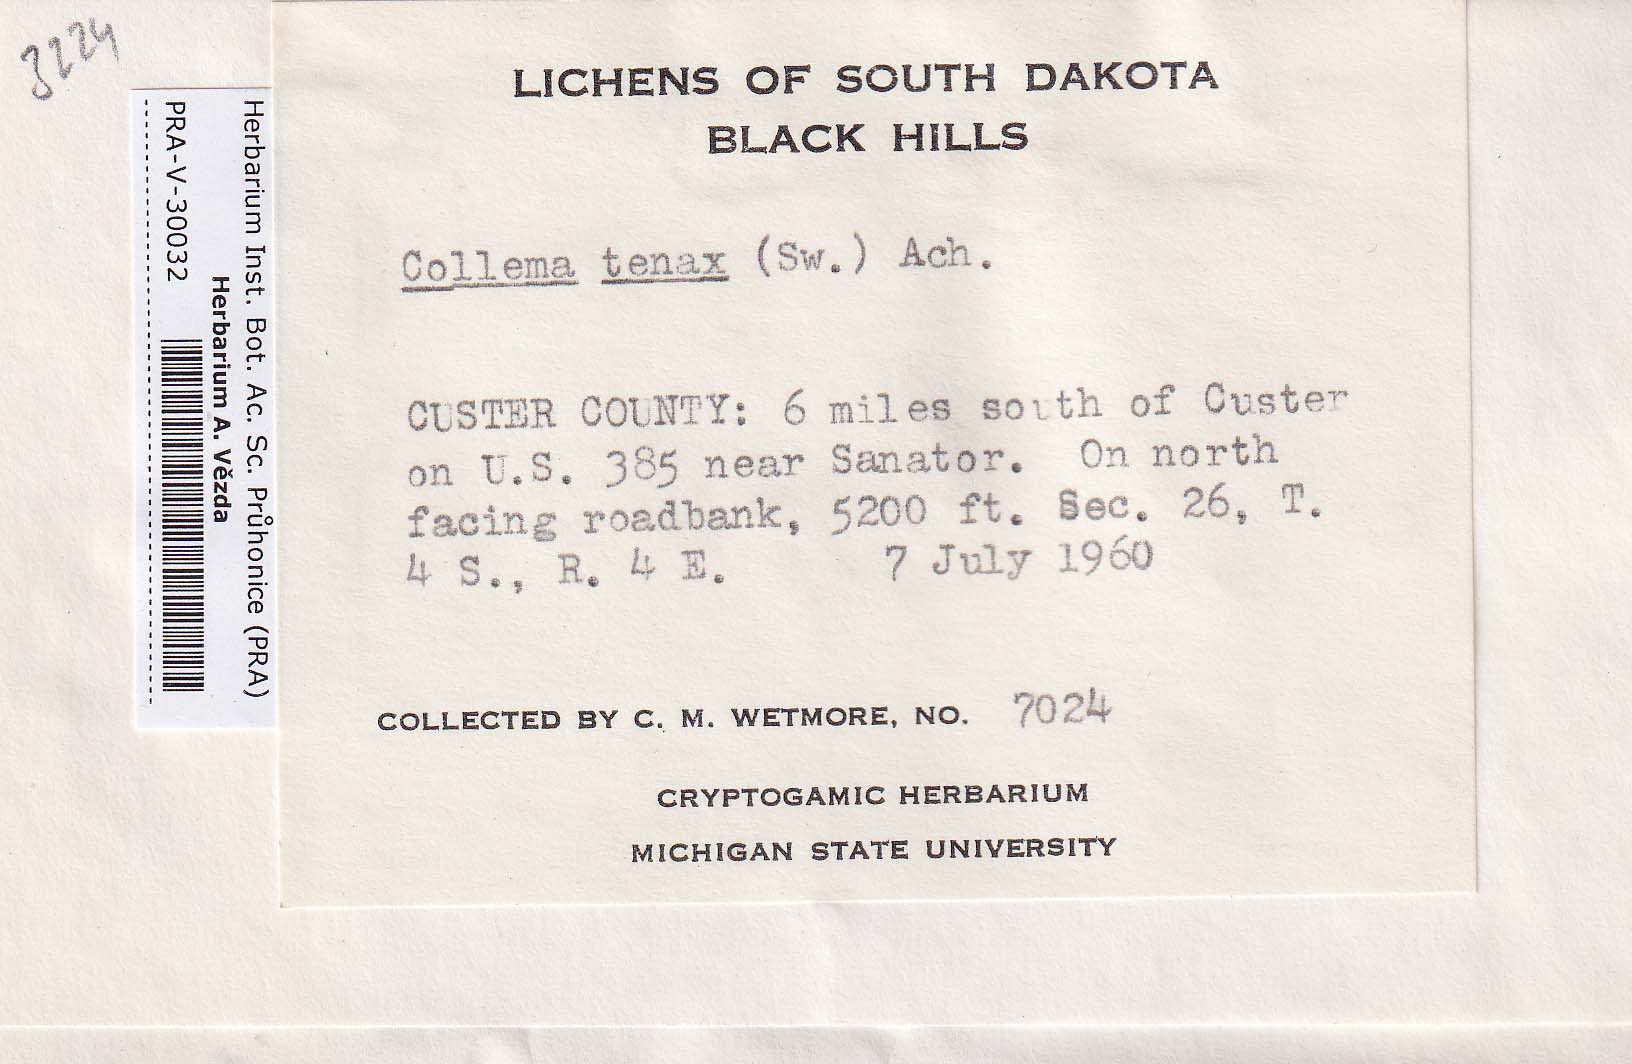 3224
Herbarium Inst. Bot. Ac. Sc. Průhonice (PRA)
Herbarium A. Vězda
PRA-V-30032
LICHENS OF SOUTH DAKOTA
BLACK HILLS
Collema tenax (Sw.) Ach.
CUSTER COUNTY: 6 miles south of Custer
on U.S. 385 near Sanator. On north
facing roadbank, 5200 ft. Sec. 26, T.
4 S., R. 4 E. 7 July 1960
COLLECTED BY C. M. WETMORE, NO. 7024
CRYPTOGAMIC HERBARIUM
MICHIGAN STATE UNIVERSITY